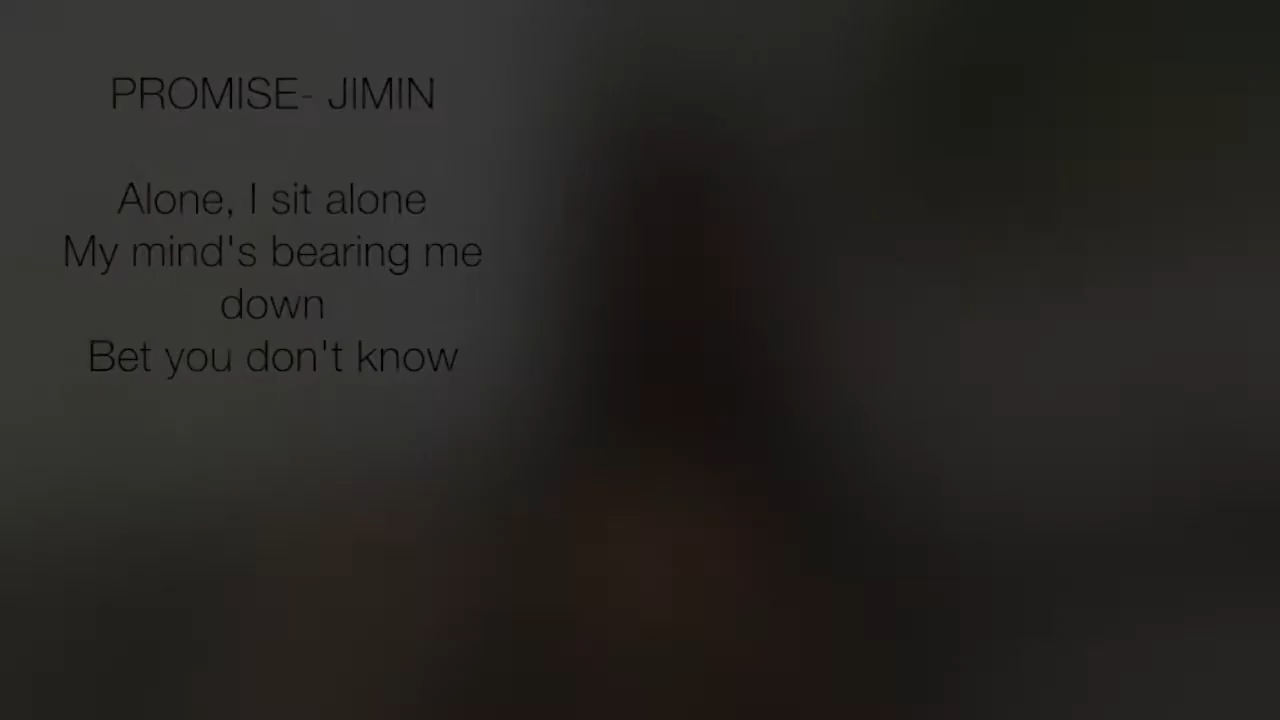 PROMISE- JIMIN
Alone, I sit alone
My mind's bearing me
down
Bet you don't know